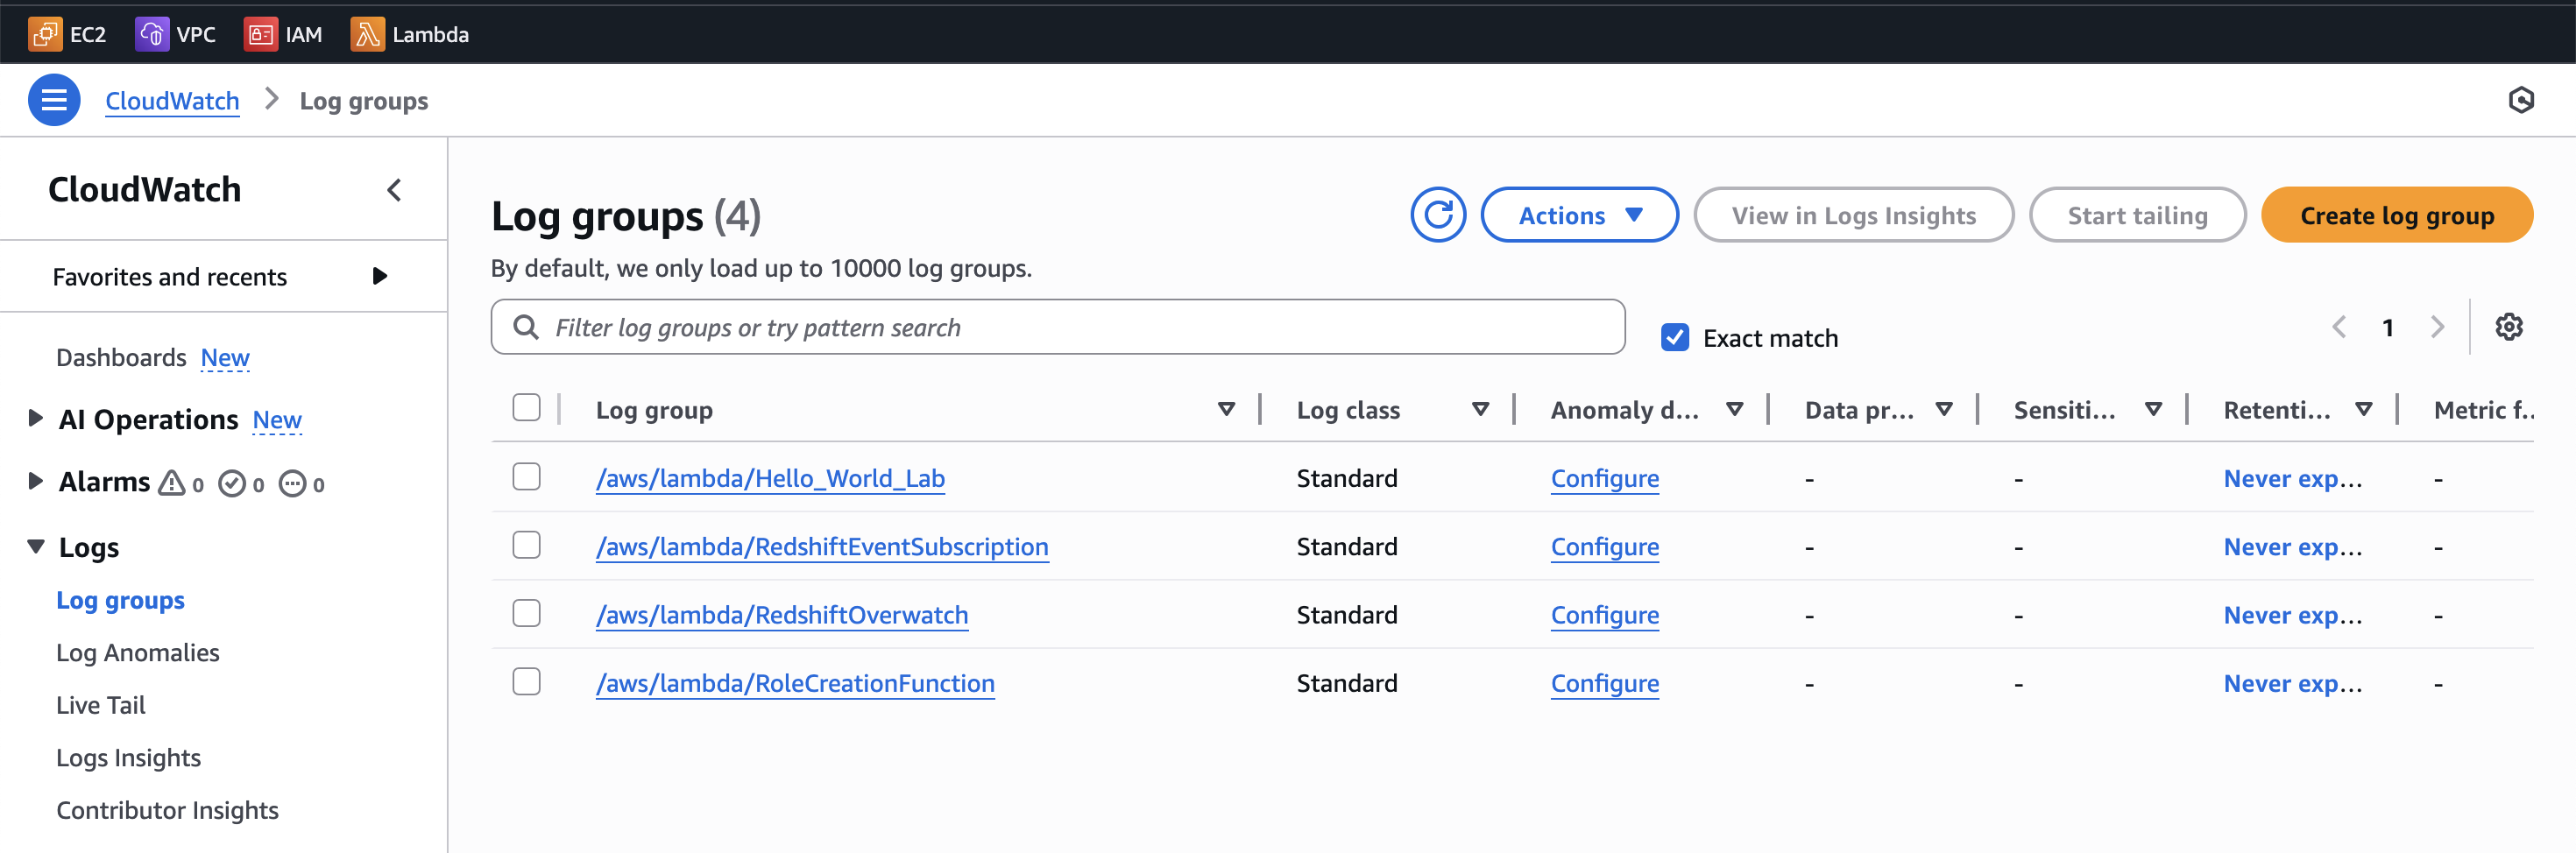 EC2 VPC IAM Lambda
CloudWatch > Log groups
CloudWatch
Favorites and recents
Dashboards New
AI Operations New
Alarms 0 0 0
Logs
Log groups
Log Anomalies
Live Tail
Logs Insights
Contributor Insights
Log groups (4)
Actions View in Logs Insights Start tailing Create log group
By default, we only load up to 10000 log groups.
Filter log groups or try pattern search
Exact match
1
Log group Log class Anomaly d... Data pr... Sensiti... Retenti... Metric f..
/aws/lambda/Hello_World_Lab Standard Configure - - Never exp... -
/aws/lambda/RedshiftEventSubscription Standard Configure - - Never exp... -
/aws/lambda/RedshiftOverwatch Standard Configure - - Never exp... -
/aws/lambda/RoleCreationFunction Standard Configure - - Never exp... -